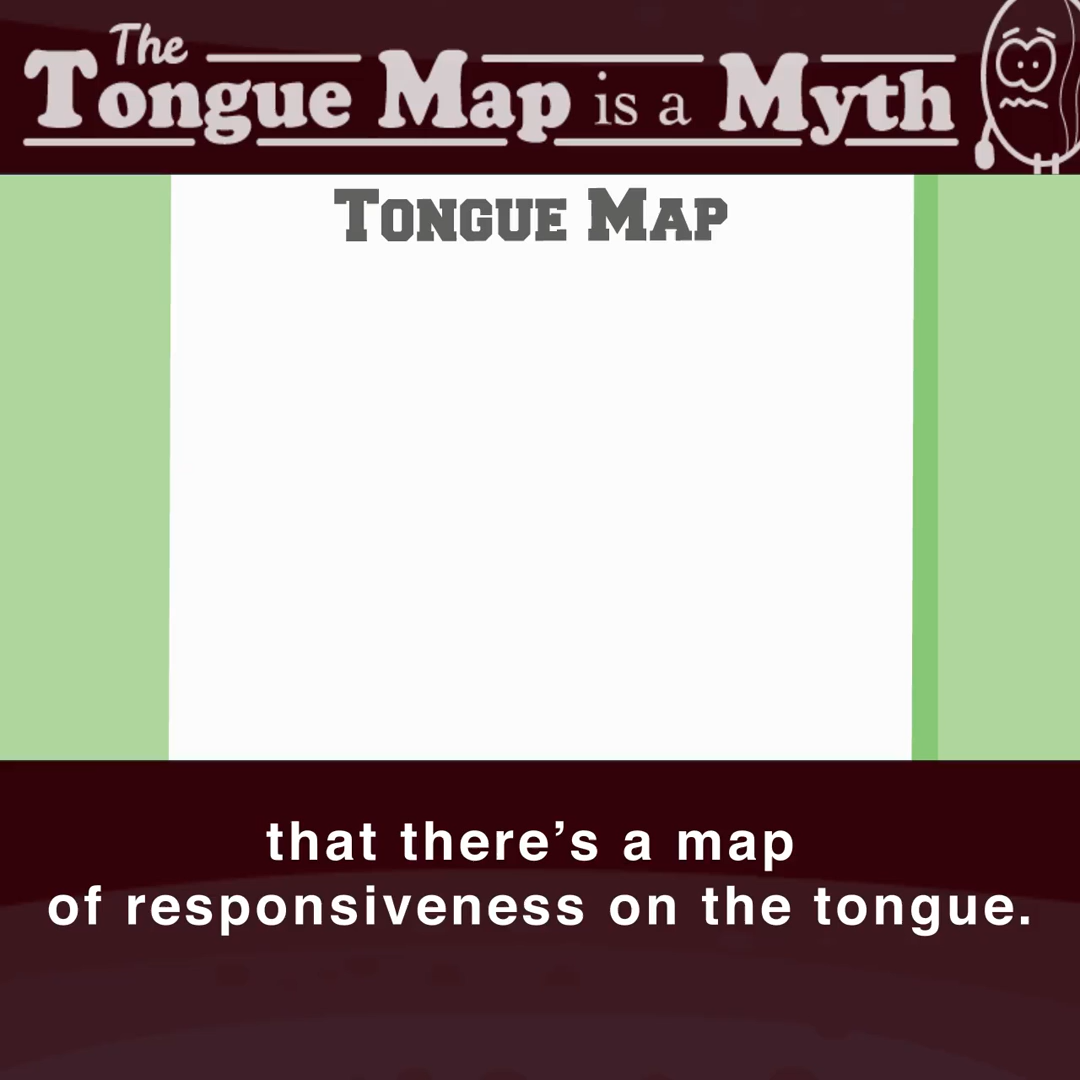 The
Tongue Map is a Myth
Tongue Map
that there’s a map
of responsiveness on the tongue.